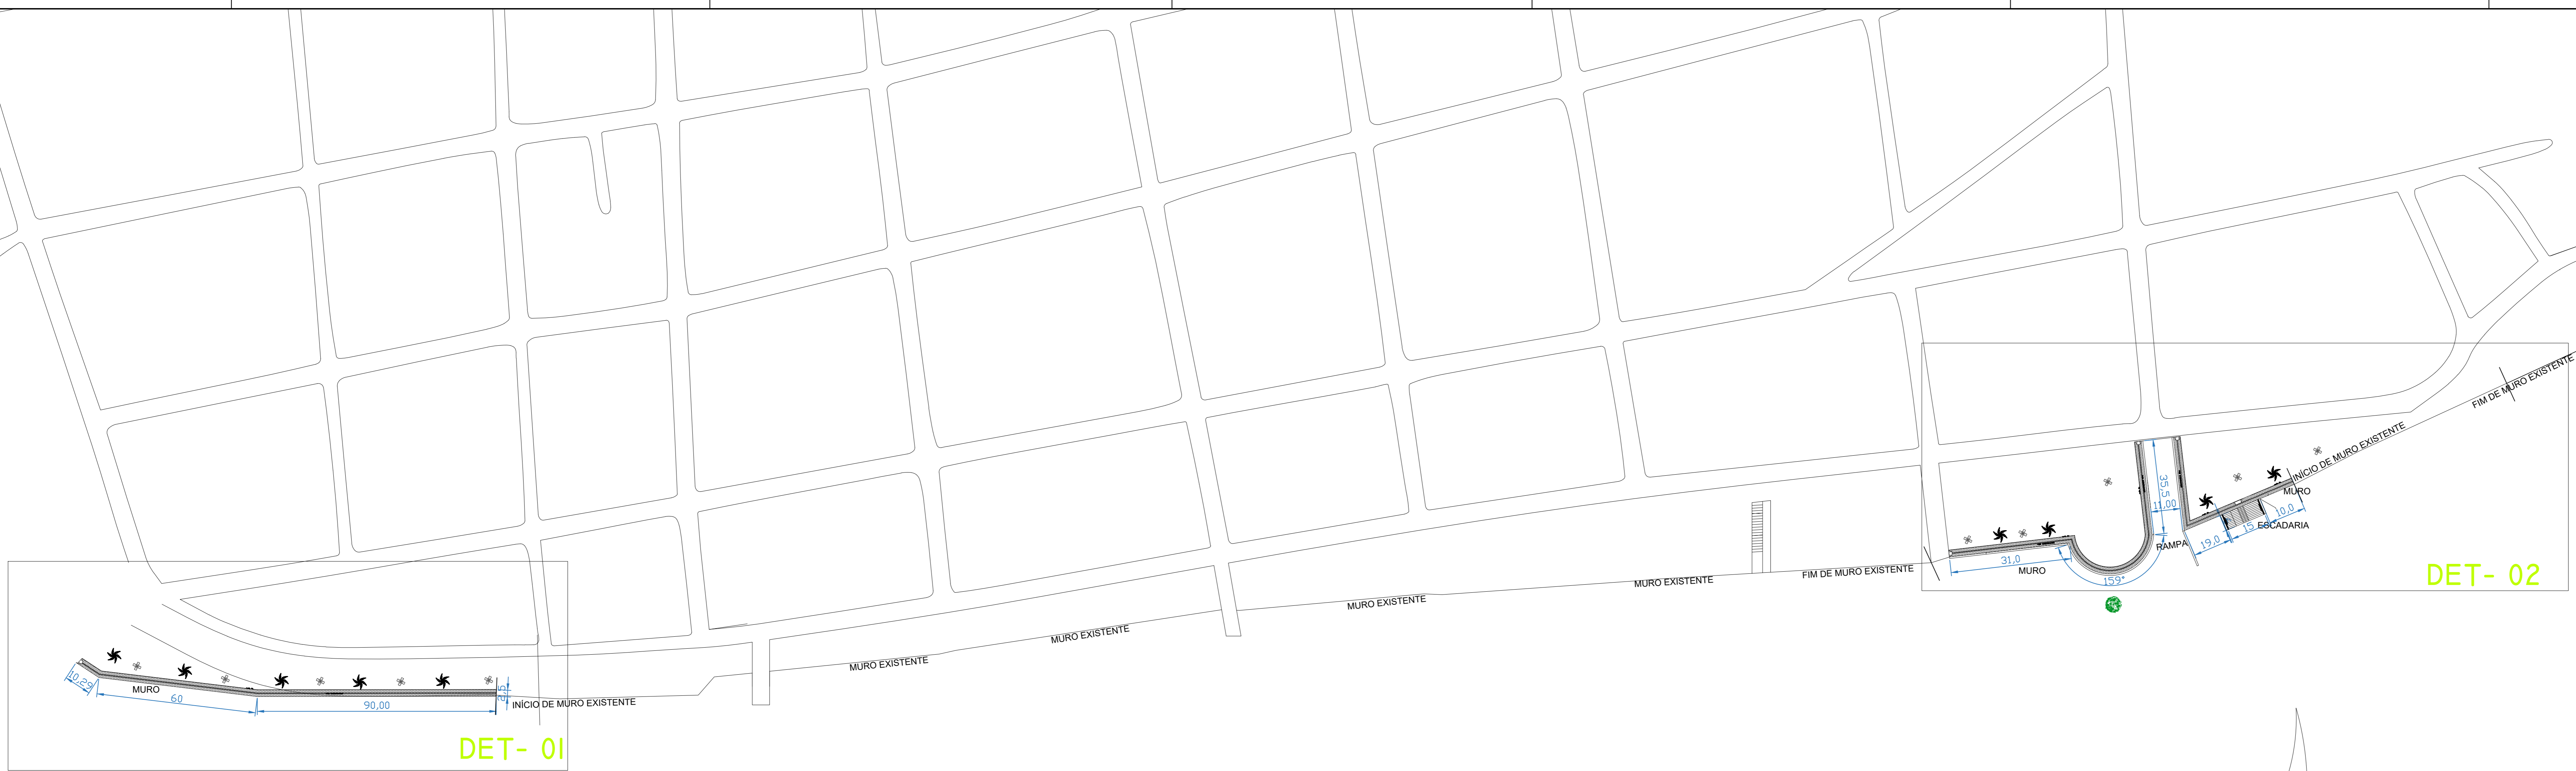 10,29
MURO
60
90,00
2,5
INÍCIO DE MURO EXISTENTE
DET- 01
MURO EXISTENTE
MURO EXISTENTE
MURO EXISTENTE
MURO EXISTENTE
FIM DE MURO EXISTENTE
31,0
MURO
159°
35,5
11,00
RAMPA
19,0
15
10,0
ESCADARIA
MURO
INÍCIO DE MURO EXISTENTE
FIM DE MURO EXISTENTE
DET- 02